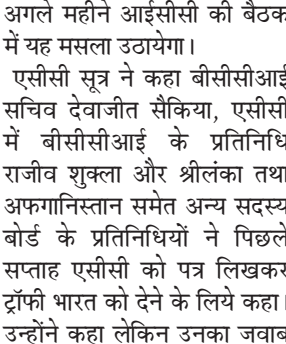 अगले महीने आईसीसी की बैठक
में यह मसला उठायेगा।
एसीसी सूत्र ने कहा बीसीसीआई
सचिव देवाजीत सैकिया, एसीसी
में बीसीसीआई के प्रतिनिधि
राजीव शुक्ला और श्रीलंका तथा
अफगानिस्तान समेत अन्य सदस्य
बोर्ड के प्रतिनिधियों ने पिछले
सप्ताह एसीसी को पत्र लिखकर
ट्रॉफी भारत को देने के लिये कहा।
उन्होंने कहा लेकिन उनका जवाब